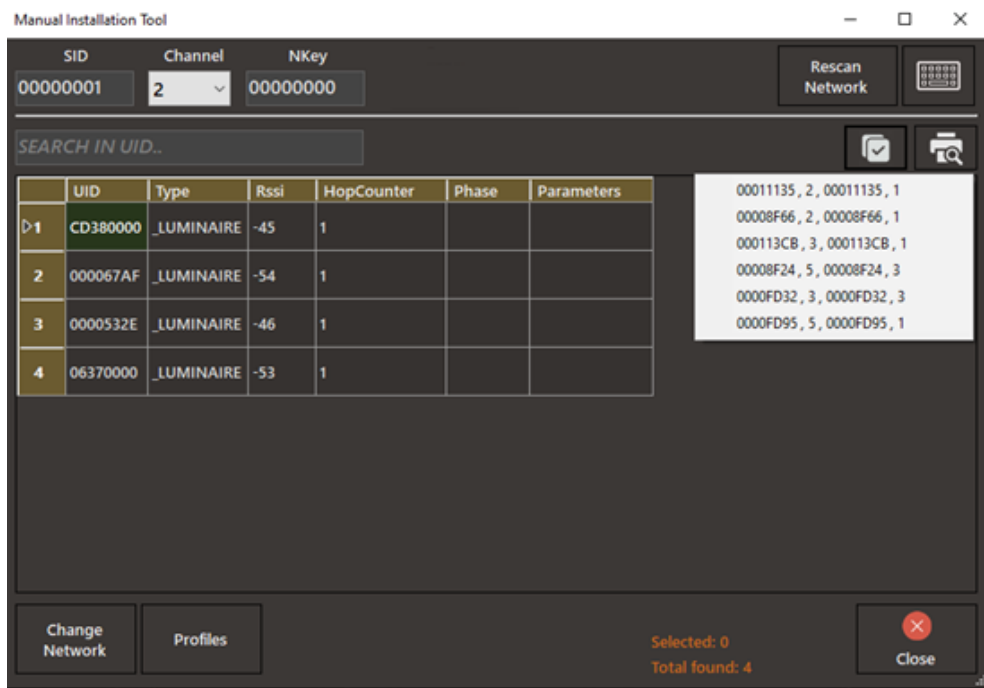 Manual Installation Tool
SID Channel NKey
00000001 2 00000000
Rescan
Network
SEARCH IN UID..
UID Type Rssi HopCounter Phase Parameters
1 CD380000 _LUMINAIRE -45 1
2 000067AF _LUMINAIRE -54 1
3 0000532E _LUMINAIRE -46 1
4 06370000 _LUMINAIRE -53 1
00011135 , 2 , 00011135 , 1
00008F66 , 2 , 00008F66 , 1
000113CB , 3 , 000113CB , 1
00008F24 , 5 , 00008F24 , 3
0000FD32 , 3 , 0000FD32 , 3
0000FD95 , 5 , 0000FD95 , 1
Change
Network
Profiles
Selected: 0
Total found: 4
Close